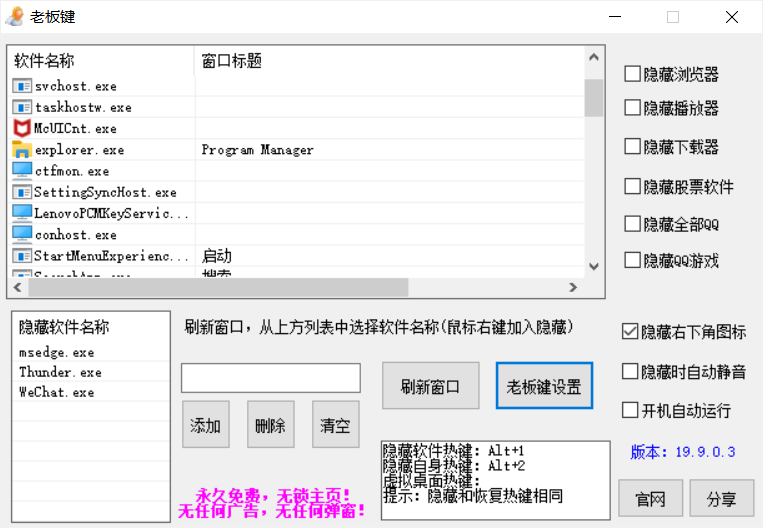 老板键
软件名称 窗口标题
svchost.exe
taskhostw.exe
McUICnt.exe
explorer.exe Program Manager
ctfmon.exe
SettingSyncHost.exe
LenovoPCMKeyServic...
conhost.exe
StartMenuExperienc... 启动
SearchApp.exe 搜索
隐藏浏览器
隐藏播放器
隐藏下载器
隐藏股票软件
隐藏全部QQ
隐藏QQ游戏
隐藏软件名称
msedge.exe
Thunder.exe
WeChat.exe
刷新窗口，从上方列表中选择软件名称(鼠标右键加入隐藏)
刷新窗口
老板键设置
添加
删除
清空
隐藏软件热键：Alt+1
隐藏自身热键：Alt+2
虚拟桌面热键：
提示：隐藏和恢复热键相同
永久免费，无锁主页！
无任何广告，无任何弹窗！
隐藏右下角图标
隐藏时自动静音
开机自动运行
版本：19.9.0.3
官网
分享